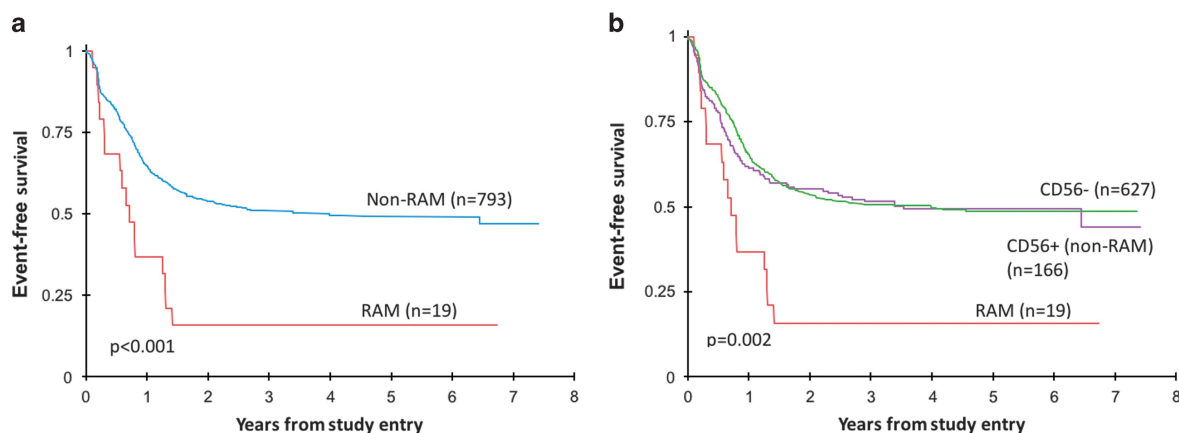 a
Event-free survival
1
0.75
0.5
0.25
0
Non-RAM (n=793)
RAM (n=19)
p<0.001
0 1 2 3 4 5 6 7 8
Years from study entry
b
Event-free survival
1
0.75
0.5
0.25
0
CD56- (n=627)
CD56+ (non-RAM)
(n=166)
RAM (n=19)
p=0.002
0 1 2 3 4 5 6 7 8
Years from study entry